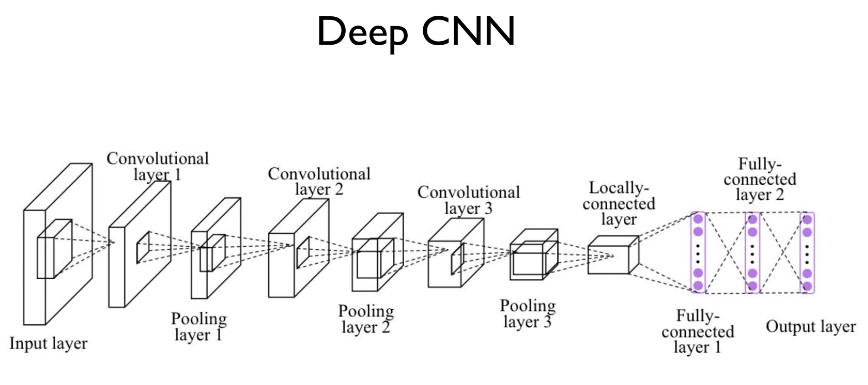 Deep CNN
Convolutional
layer 1
Convolutional
layer 2
Convolutional
layer 3
Locally-
connected
layer
Fully-
connected
layer 2
Input layer
Pooling
layer 1
Pooling
layer 2
Pooling
layer 3
Fully-
connected
layer 1
Output layer